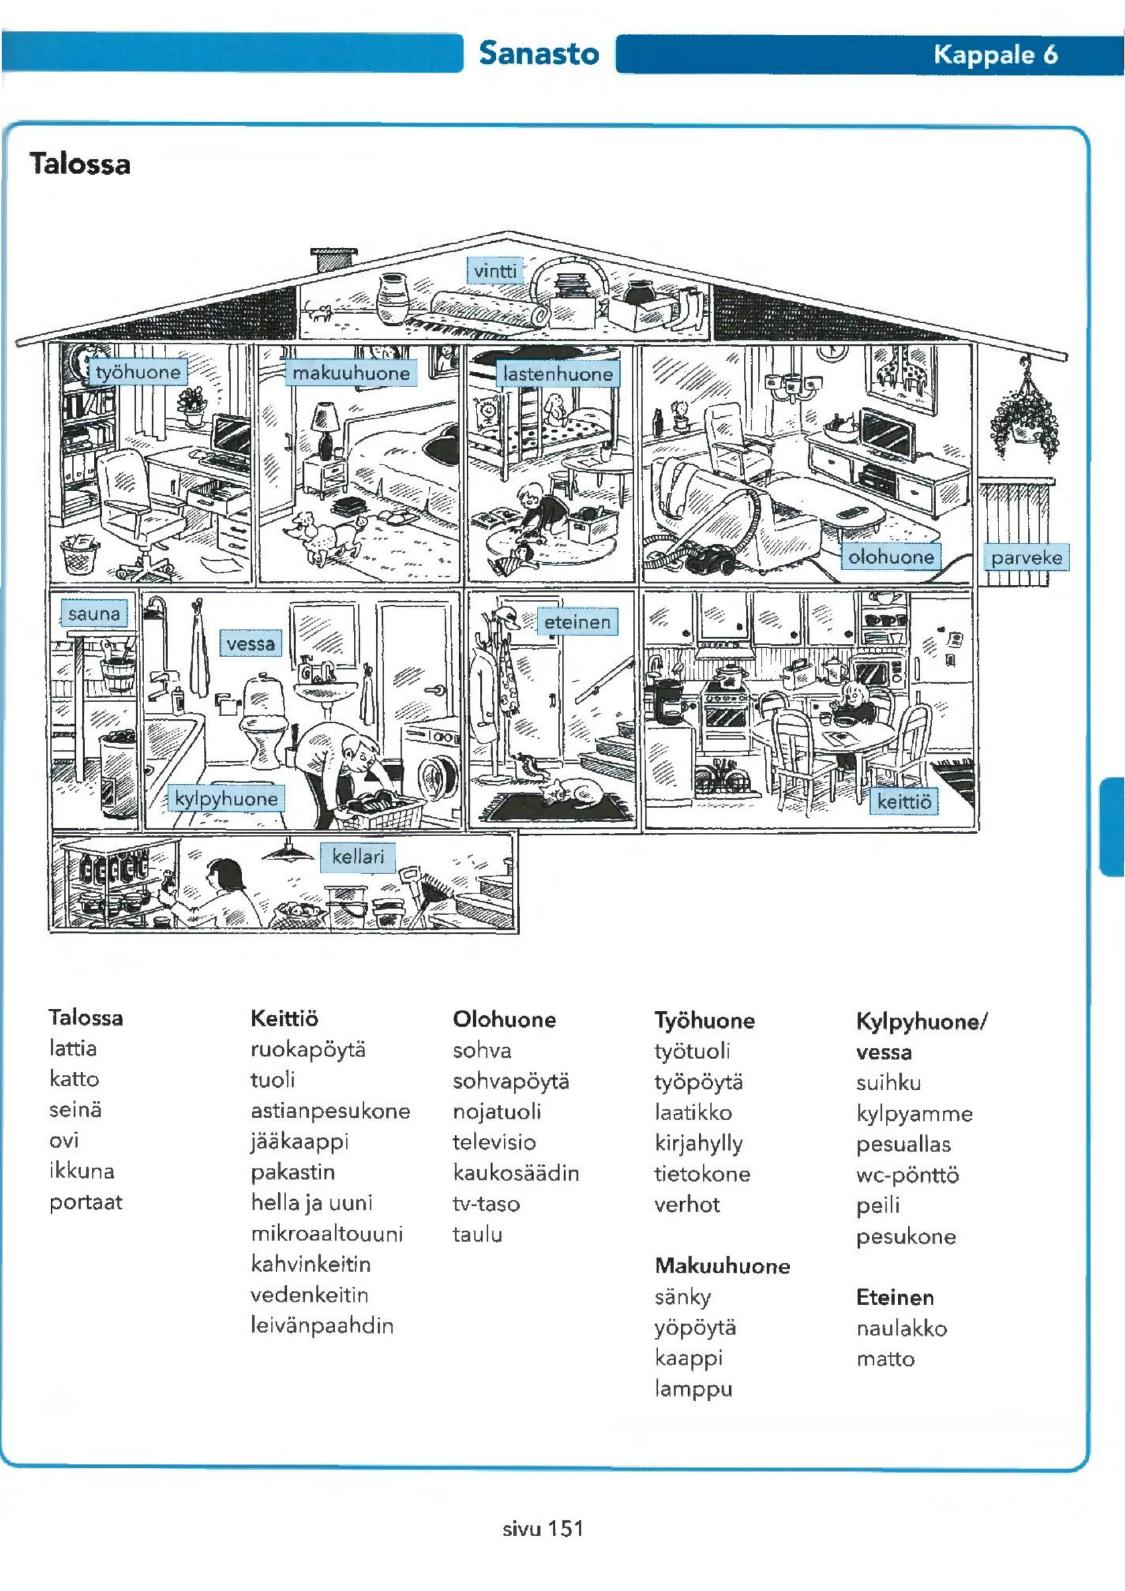 Sanasto
Kappale 6
Talossa
vintti
työhuone
makuuhuone
lastenhuone
olohuone
parveke
sauna
vessa
eteinen
kylpyhuone
keittiö
kellari
Talossa
lattia
katto
seinä
ovi
ikkuna
portaat
Keittiö
ruokapöytä
tuoli
astianpesukone
jääkaappi
pakastin
hella ja uuni
mikroaaltouuni
kahvinkeitin
vedenkeitin
leivänpaahdin
Olohuone
sohva
sohvapöytä
nojatuoli
televisio
kaukosäädin
tv-taso
taulu
Työhuone
työtuoli
työpöytä
laatikko
kirjahylly
tietokone
verhot
Makuuhuone
sänky
yöpöytä
kaappi
lamppu
Kylpyhuone/
vessa
suihku
kylpyamme
pesuallas
wc-pönttö
peili
pesukone
Eteinen
naulakko
matto
sivu 151